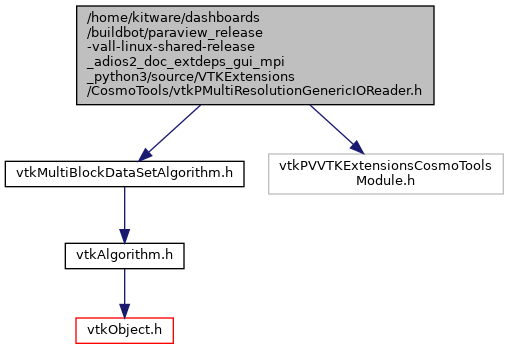 /home/kitware/dashboards
/buildbot/paraview_release
-vall-linux-shared-release
_adios2_doc_extdeps_gui_mpi
_python3/source/VTKExtensions
/CosmoTools/vtkPMultiResolutionGenericIOReader.h
vtkMultiBlockDataSetAlgorithm.h
vtkPVVTKExtensionsCosmoTools
Module.h
vtkAlgorithm.h
vtkObject.h